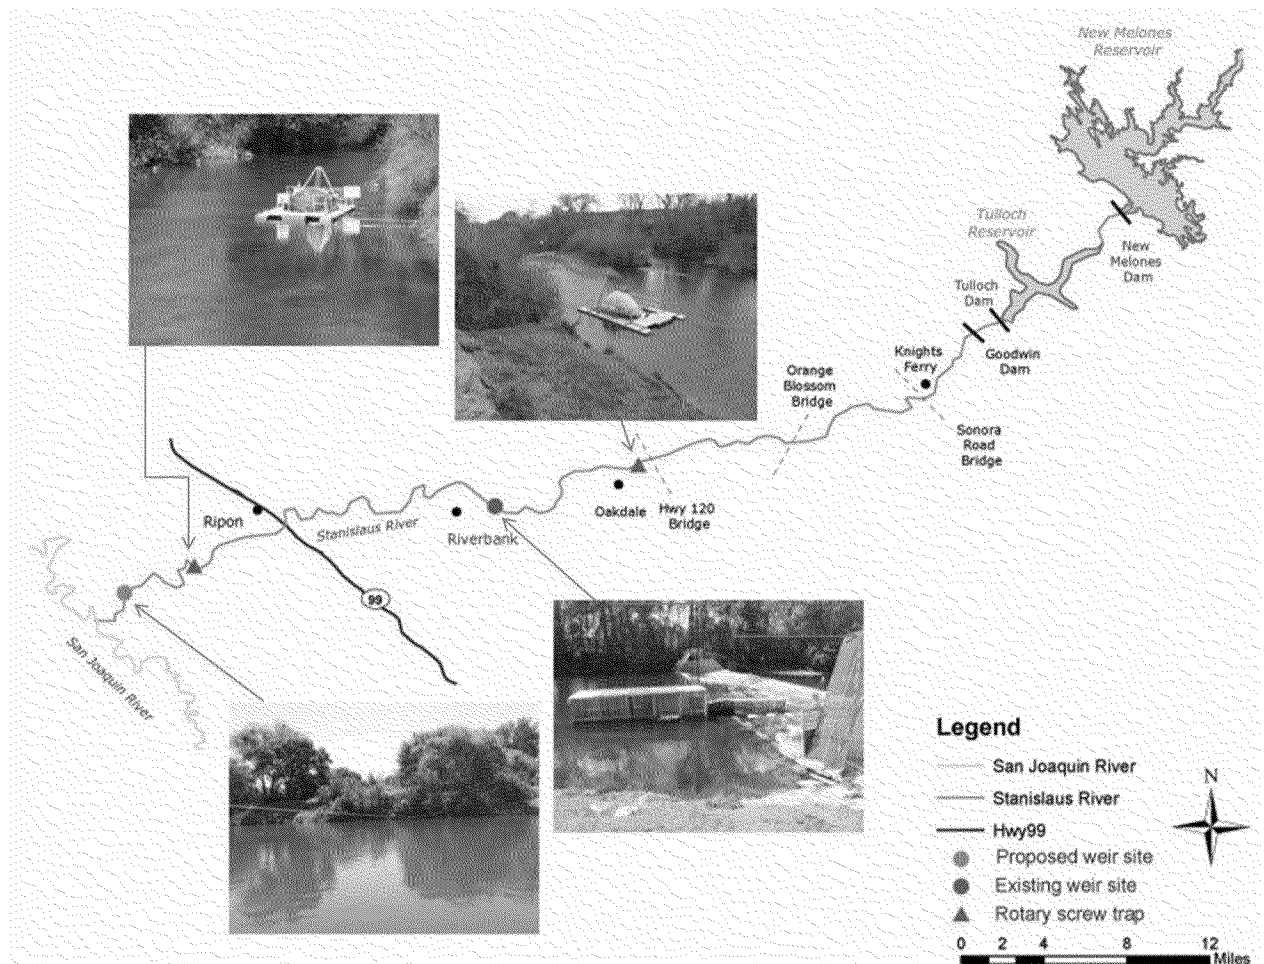 New Melones
Reservoir
Tulloch
Reservoir
New
Melones
Dam
Tulloch
Dam
Goodwin
Dam
Knights
Ferry
Orange
Blossom
Bridge
Sonora
Road
Bridge
Oakdale
Hwy 120
Bridge
Ripon
Stanislaus River
Riverbank
99
San Joaquin River
Legend
San Joaquin River
Stanislaus River
Hwy99
Proposed weir site
Existing weir site
Rotary screw trap
N
0 2 4 8 12
Miles